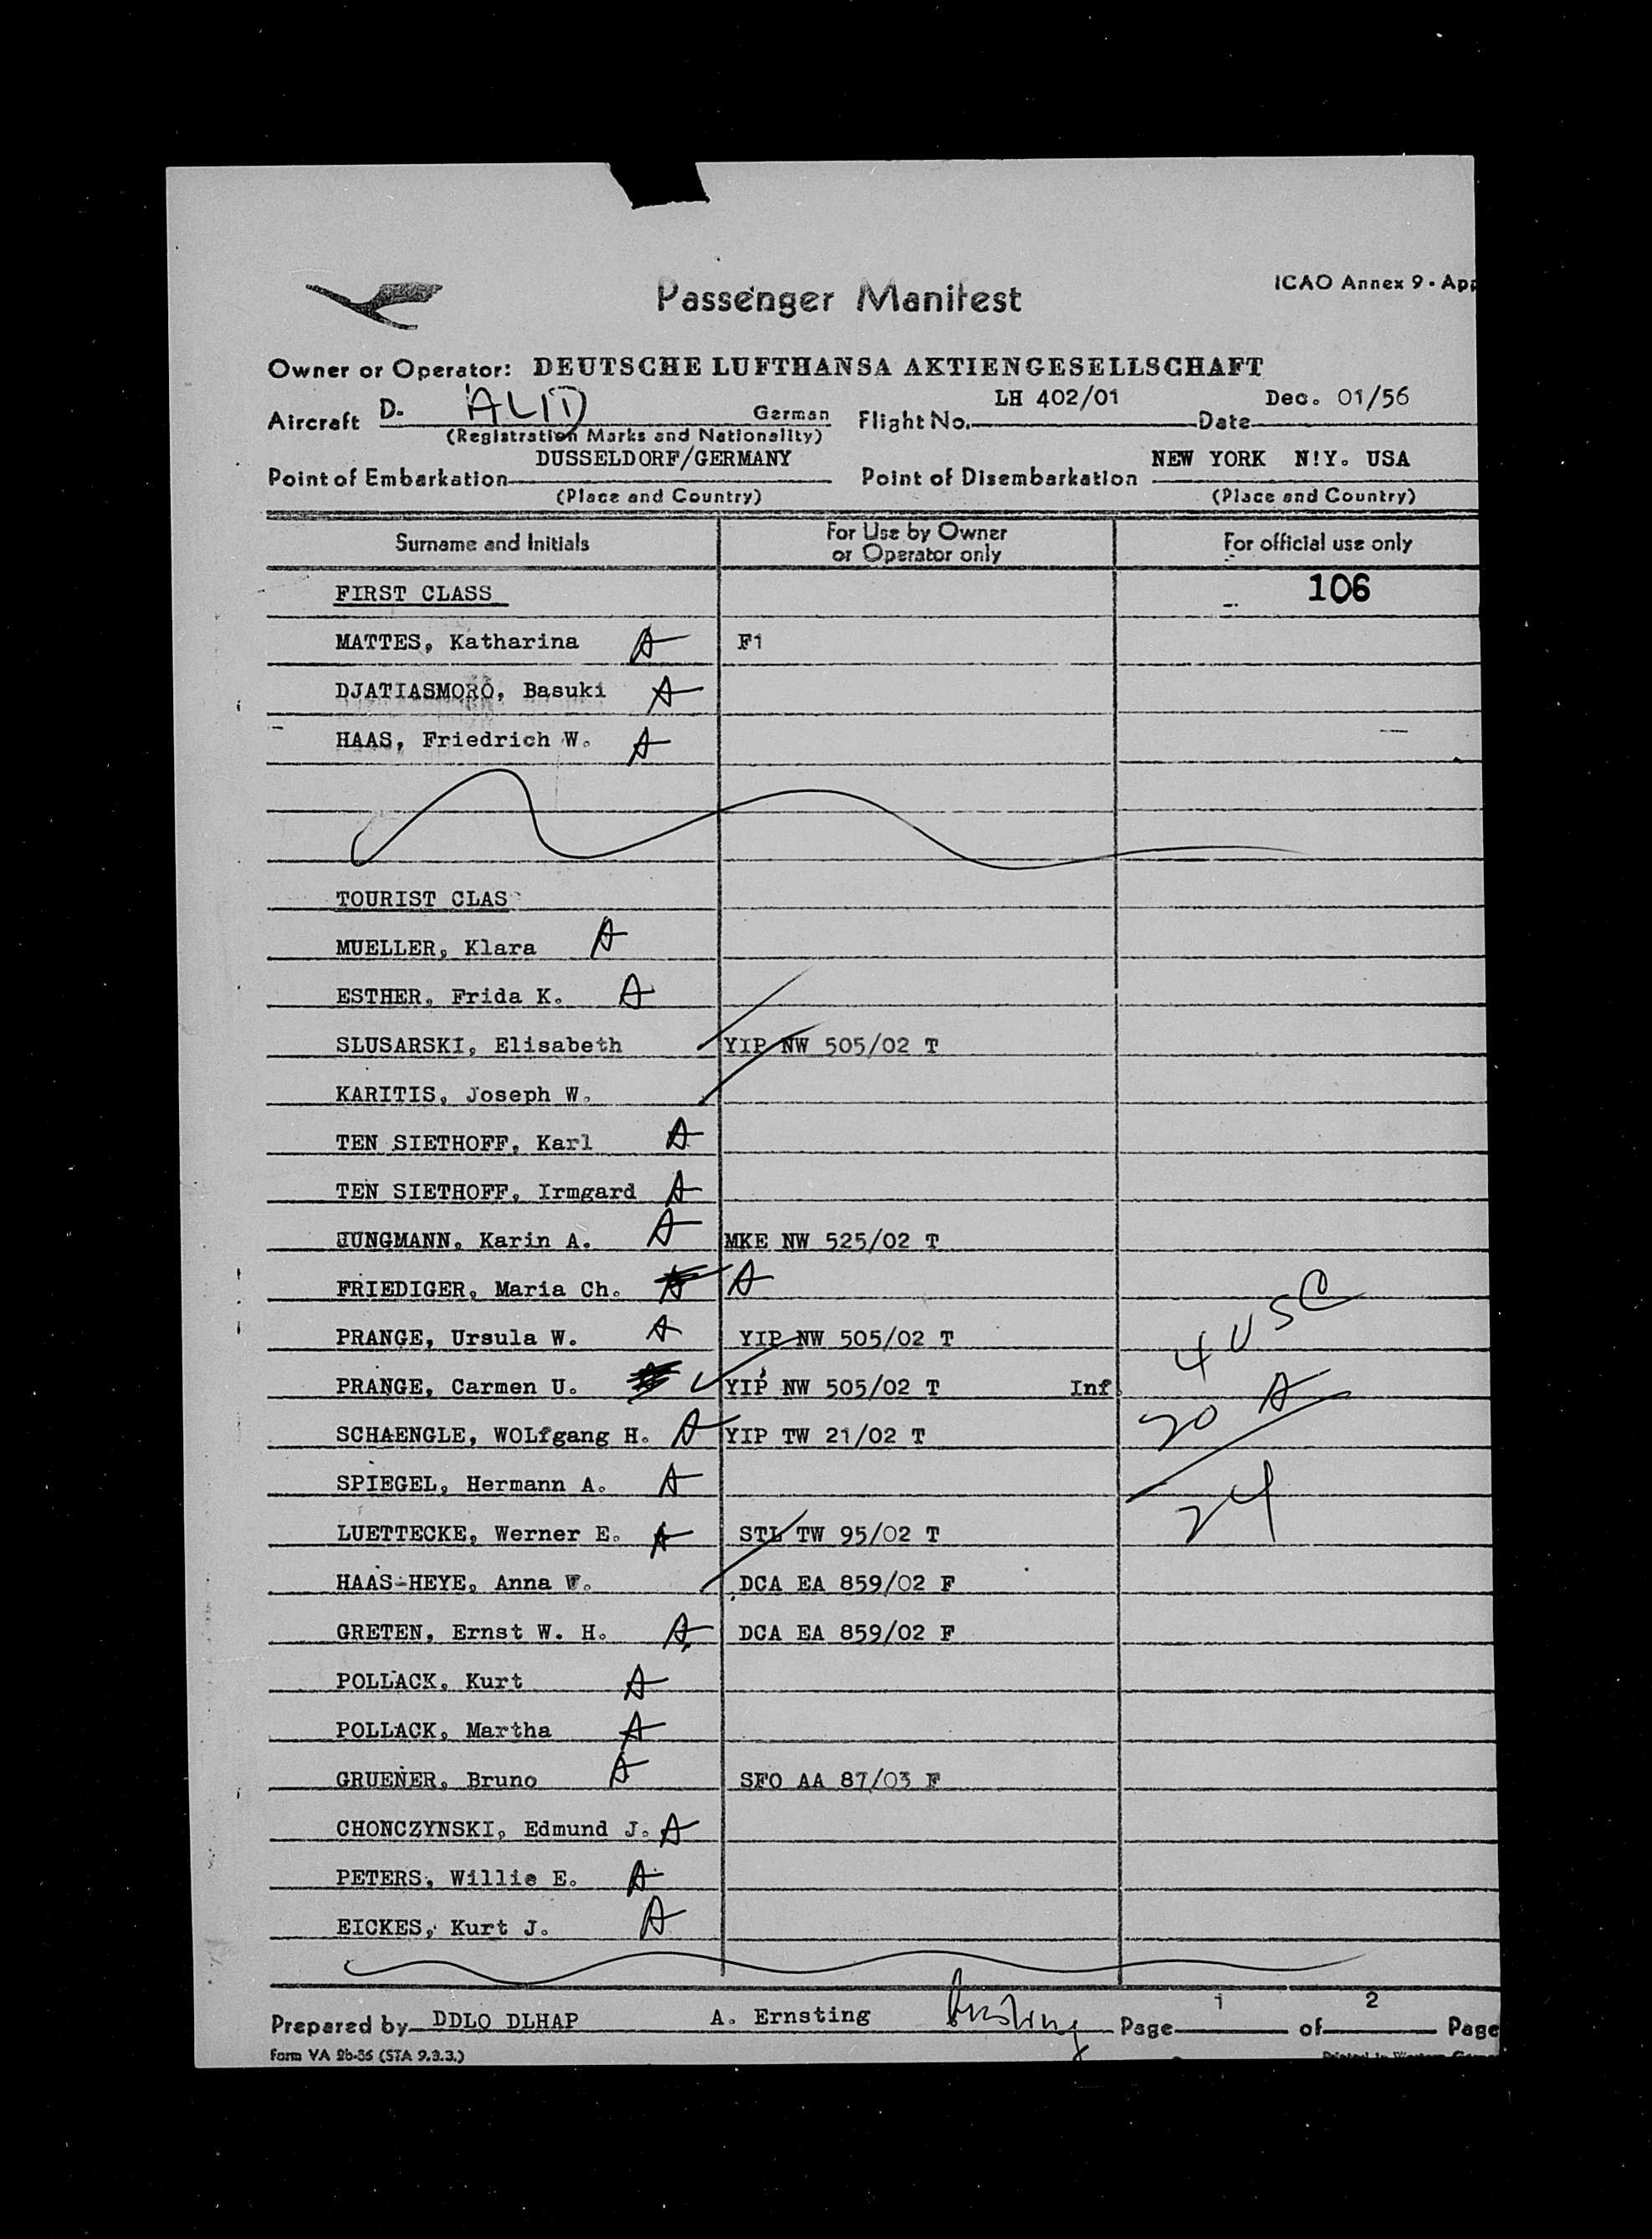 Passenger Manifest
ICAO Annex 9 - App
Owner or Operator: DEUTSCHE LUFTHANSA AKTIENGESELLSCHAFT
Aircraft D. ALID German Flight No. LH 402/01 Date Dec. 01/56
(Registration Marks and Nationality)
Point of Embarkation DUSSELDORF/GERMANY Point of Disembarkation NEW YORK N!Y. USA
(Place and Country) (Place and Country)
Surname and Initials For Use by Owner or Operator only For official use only
FIRST CLASS 106
MATTES, Katharina A F1
DJATIASMORO, Basuki A
HAAS, Friedrich W. A
TOURIST CLAS
MUELLER, Klara A
ESTHER, Frida K. A
SLUSARSKI, Elisabeth YIP NW 505/02 T
KARITIS, Joseph W.
TEN SIETHOFF, Karl A
TEN SIETHOFF, Irmgard A
JUNGMANN, Karin A. A MKE NW 525/02 T
FRIEDIGER, Maria Ch. A
PRANGE, Ursula W. A YIP NW 505/02 T 4 USC
PRANGE, Carmen U. YIP NW 505/02 T Inf. 20 A
SCHAENGLE, WOLfgang H. A YIP TW 21/02 T
SPIEGEL, Hermann A. A 24
LUETTECKE, Werner E. A STL TW 95/02 T
HAAS-HEYE, Anna W. DCA EA 859/02 F
GRETEN, Ernst W. H. A DCA EA 859/02 F
POLLACK, Kurt A
POLLACK, Martha A
GRUENER, Bruno A SFO AA 87/03 F
CHONCZYNSKI, Edmund J. A
PETERS, Willie E. A
EICKES, Kurt J. A
Prepared by DDLO DLHAP A. Ernsting Ernsting Page 1 of 2 Page
Form VA 2b-36 (STA 9.3.3.)